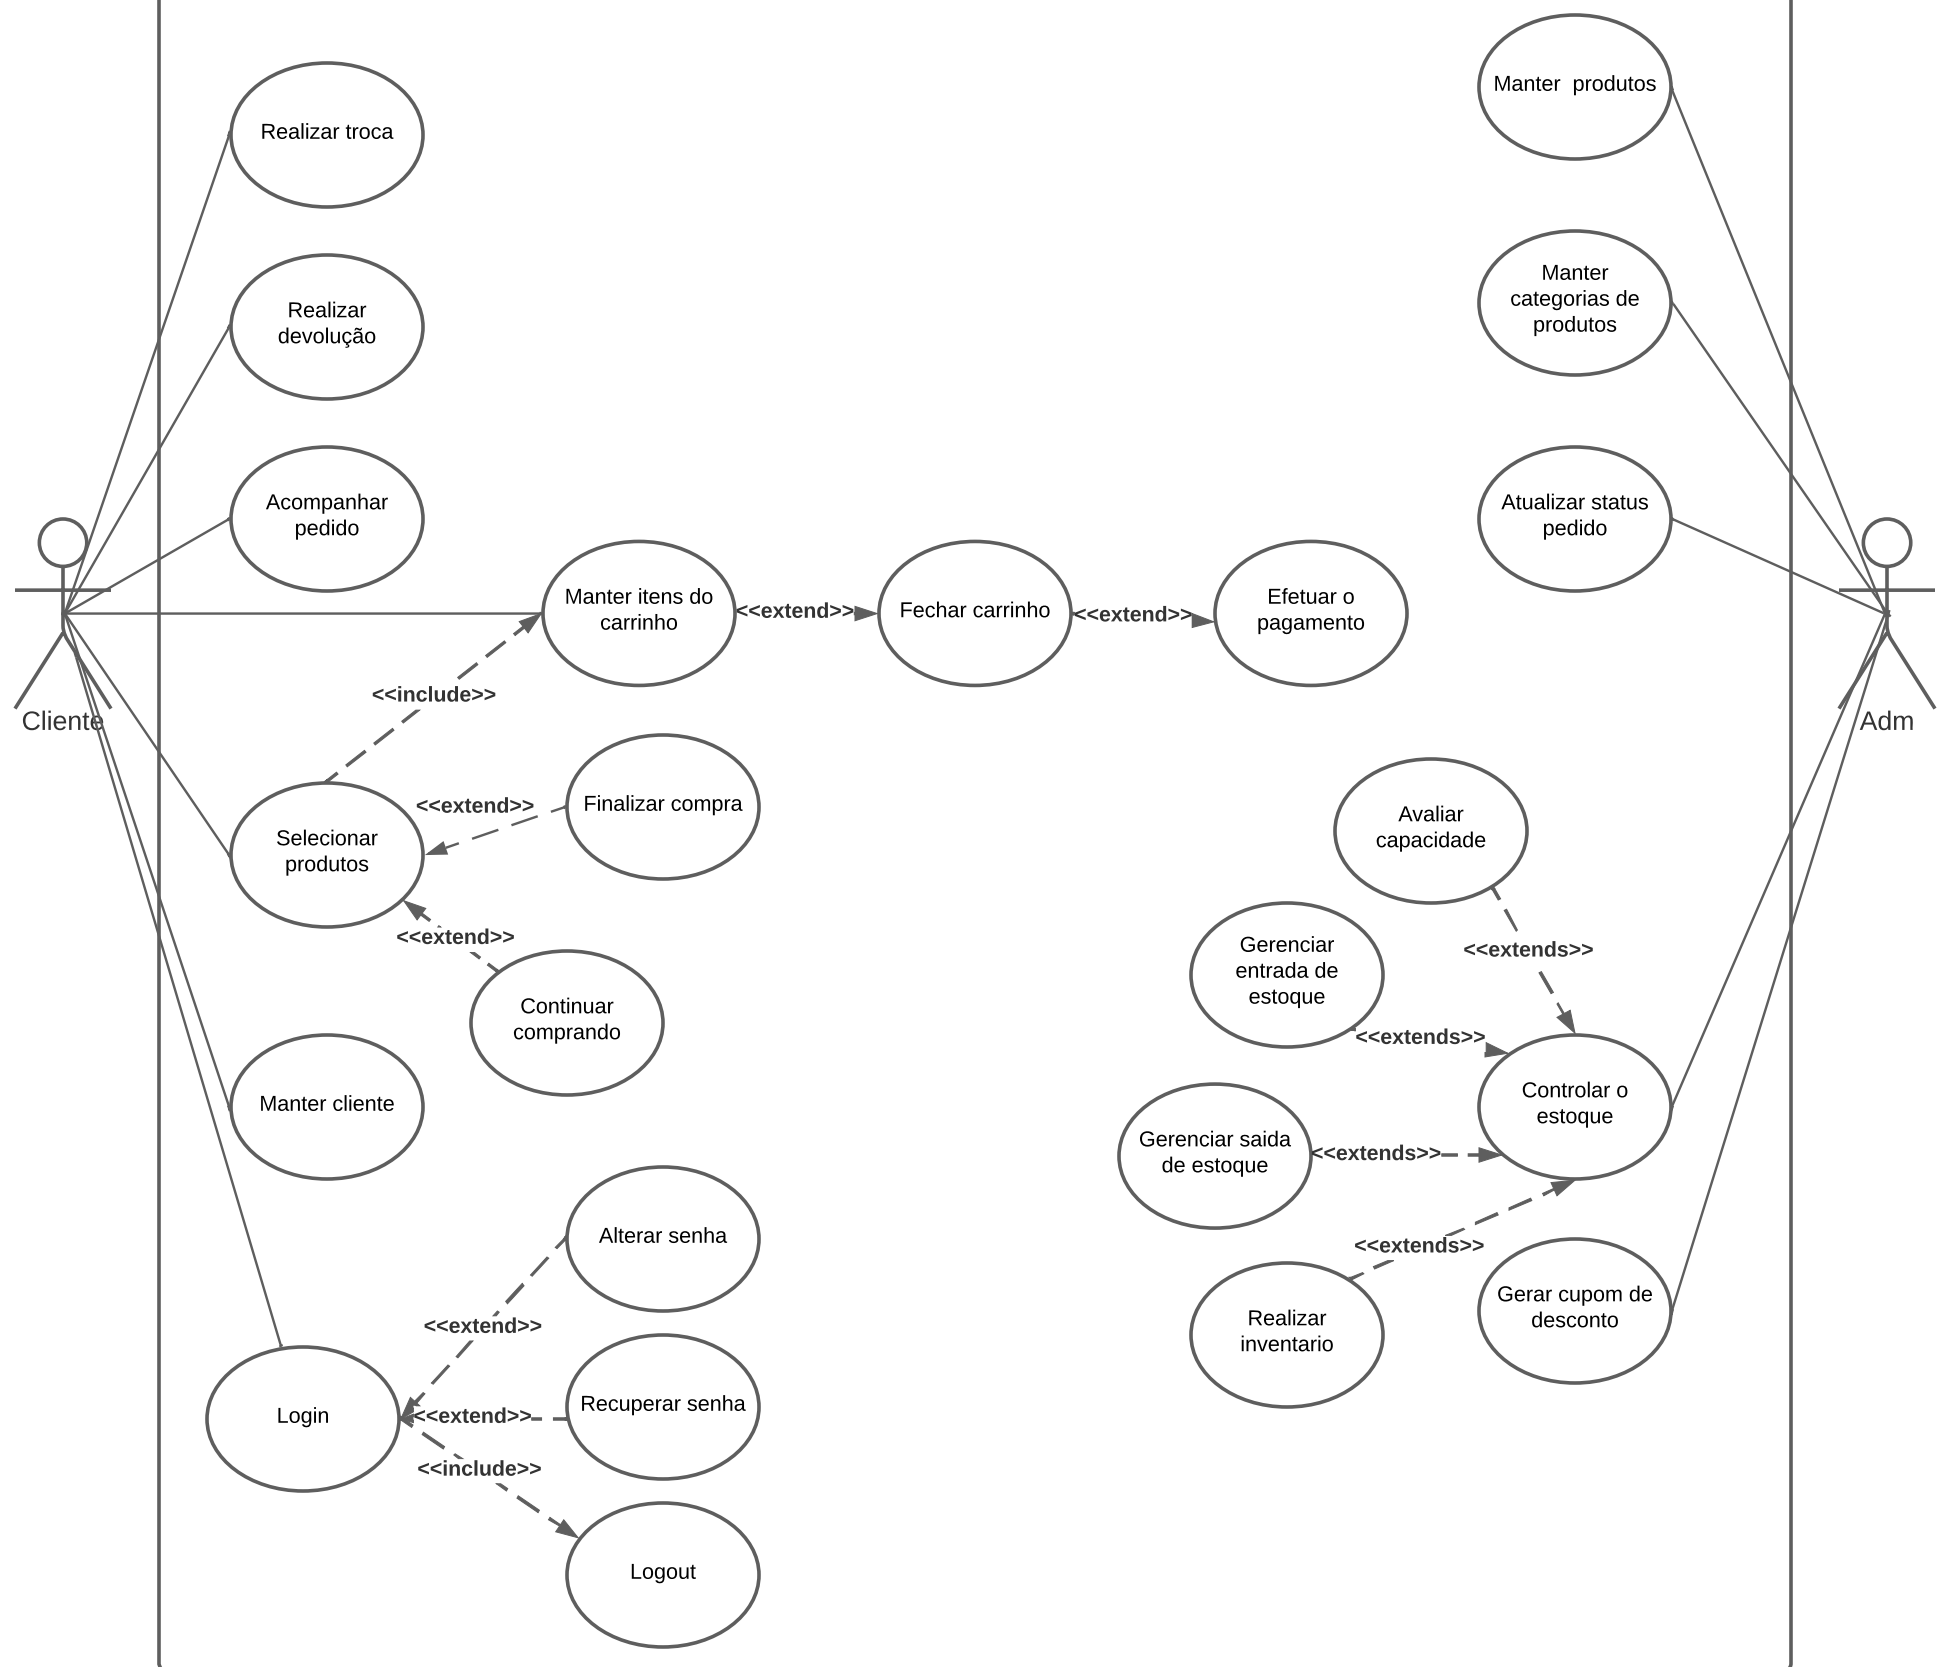 Manter  produtos
Realizar troca
Manter
categorias de
produtos
Realizar
devolução
Acompanhar
pedido
Atualizar status
pedido
Manter itens do
carrinho
<<extend>>
Fechar carrinho
<<extend>>
Efetuar o
pagamento
Cliente
Adm
<<include>>
Selecionar
produtos
<<extend>>
Finalizar compra
Avaliar
capacidade
<<extend>>
Continuar
comprando
<<extends>>
Gerenciar
entrada de
estoque
<<extends>>
Controlar o
estoque
Manter cliente
Gerenciar saida
de estoque
<<extends>>
Alterar senha
<<extends>>
<<extend>>
Realizar
inventario
Gerar cupom de
desconto
Login
<<extend>>
Recuperar senha
<<include>>
Logout